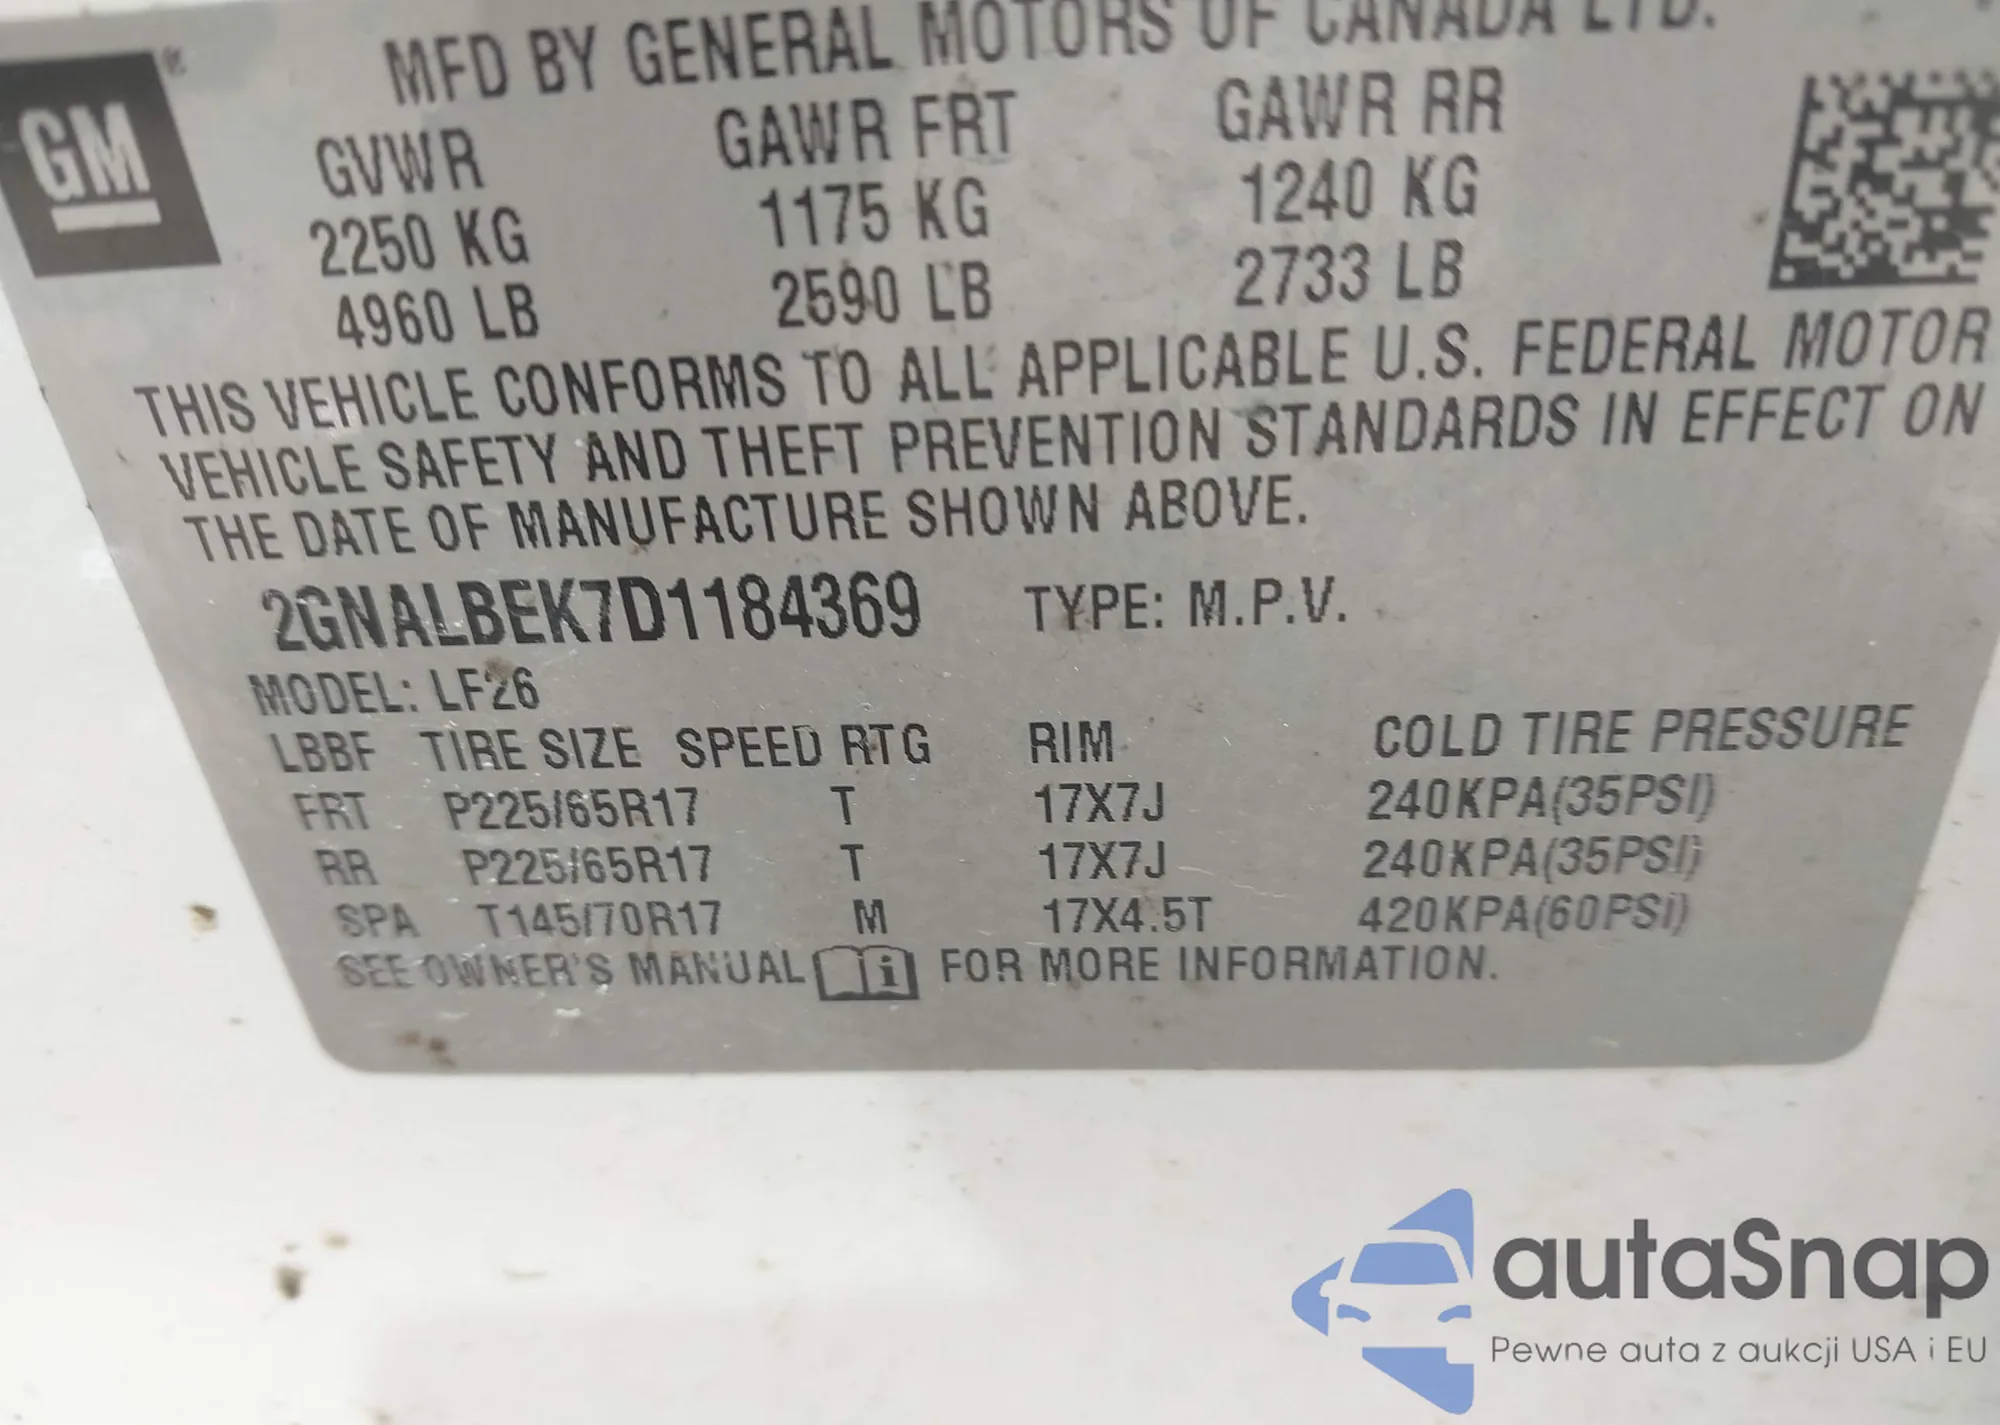 MFD BY GENERAL MOTORS OF CANADA LTD.
GM
GVWR GAWR FRT GAWR RR
2250 KG 1175 KG 1240 KG
4960 LB 2590 LB 2733 LB
THIS VEHICLE CONFORMS TO ALL APPLICABLE U.S. FEDERAL MOTOR
VEHICLE SAFETY AND THEFT PREVENTION STANDARDS IN EFFECT ON
THE DATE OF MANUFACTURE SHOWN ABOVE.
2GNALBEK7D1184369 TYPE: M.P.V.
MODEL: LF26
LBBF TIRE SIZE SPEED RTG RIM COLD TIRE PRESSURE
FRT P225/65R17 T 17X7J 240KPA(35PSI)
RR P225/65R17 T 17X7J 240KPA(35PSI)
SPA T145/70R17 M 17X4.5T 420KPA(60PSI)
SEE OWNER'S MANUAL i FOR MORE INFORMATION.
autaSnap
Pewne auta z aukcji USA i EU